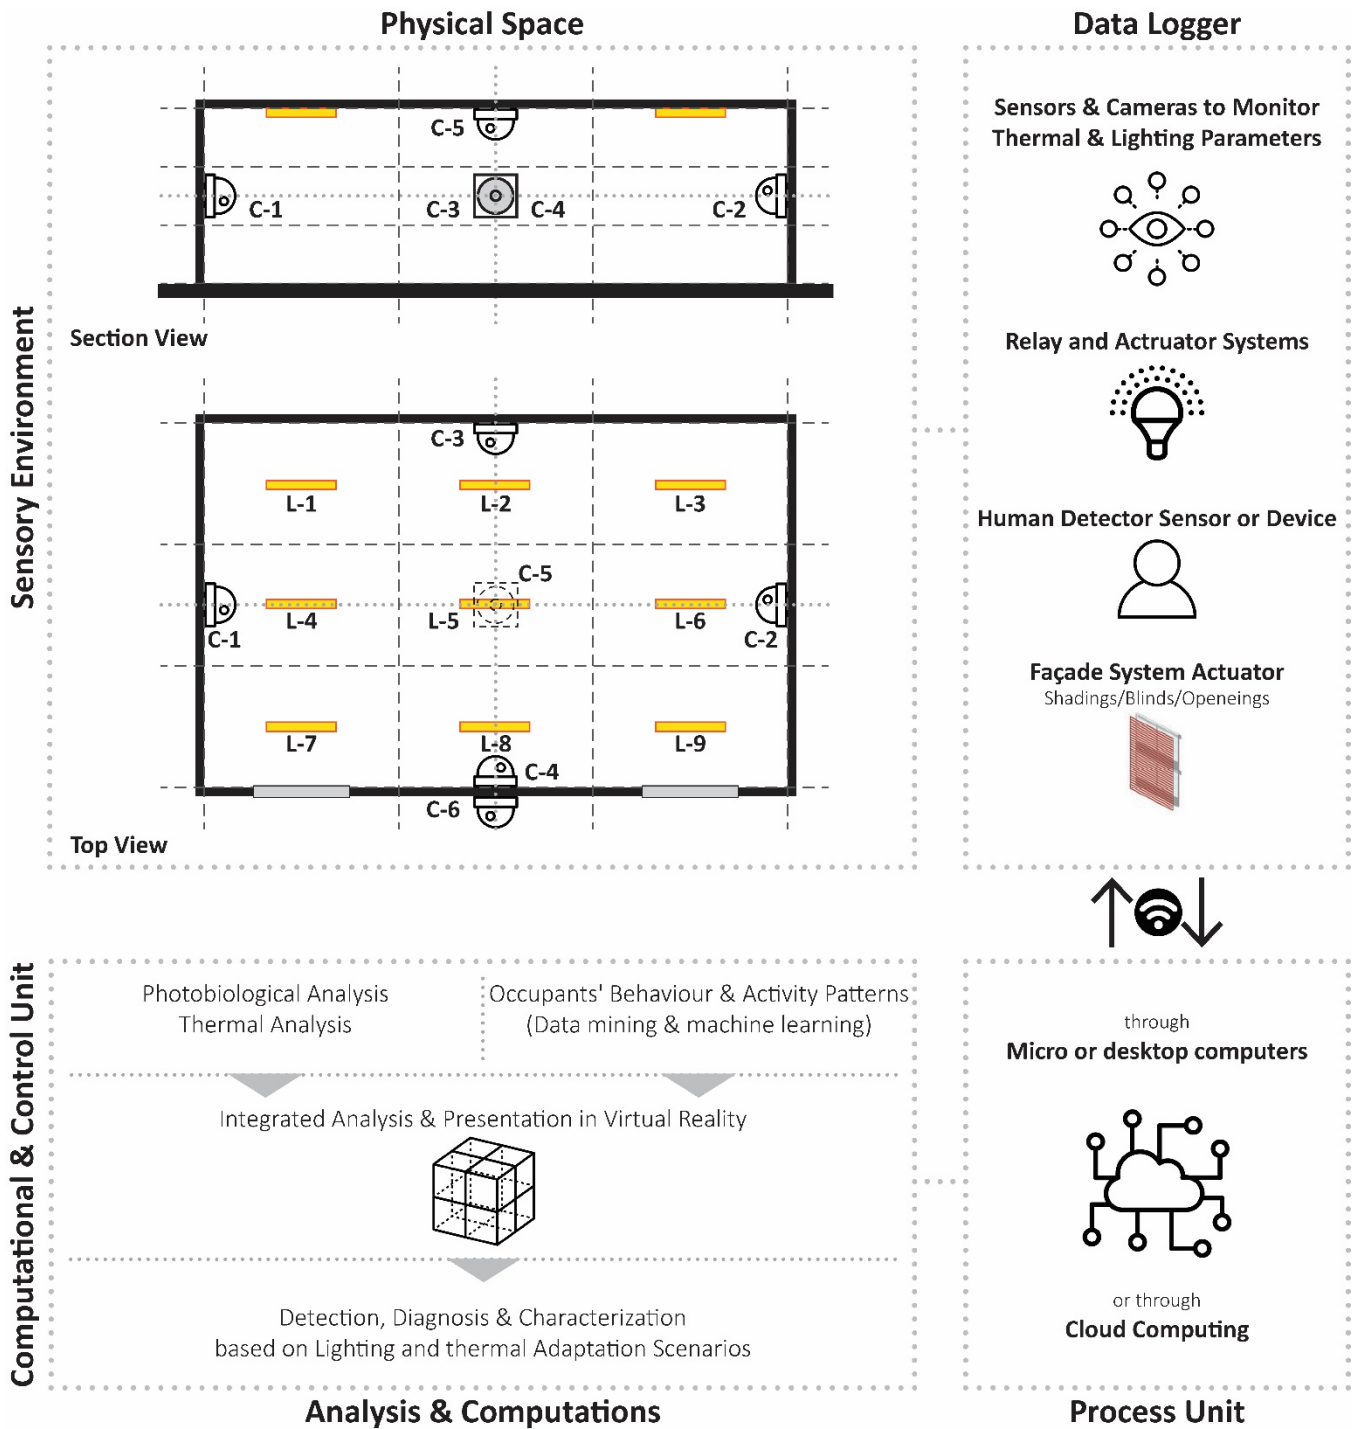 Physical Space
Data Logger
Sensory Environment
C-5
C-1
C-3
C-4
C-2
Section View
C-3
L-1
L-2
L-3
C-5
L-4
L-5
L-6
C-1
C-2
L-7
L-8
L-9
C-4
C-6
Top View
Sensors & Cameras to Monitor
Thermal & Lighting Parameters
Relay and Actruator Systems
Human Detector Sensor or Device
Façade System Actuator
Shadings/Blinds/Openeings
Computational & Control Unit
Photobiological Analysis
Thermal Analysis
Occupants' Behaviour & Activity Patterns
(Data mining & machine learning)
Integrated Analysis & Presentation in Virtual Reality
Detection, Diagnosis & Characterization
based on Lighting and thermal Adaptation Scenarios
through
Micro or desktop computers
or through
Cloud Computing
Analysis & Computations
Process Unit